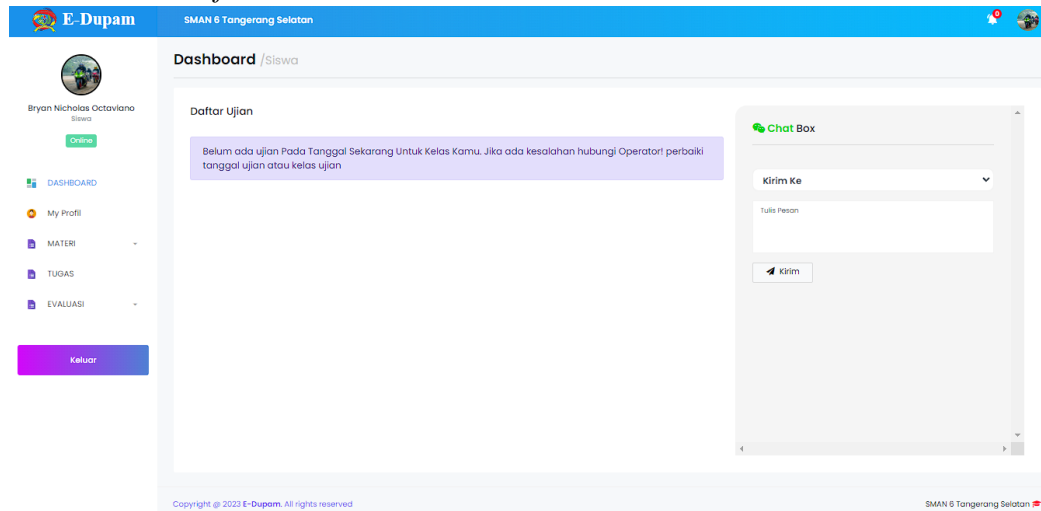 E-Dupam
SMAN 6 Tangerang Selatan
0
Bryan Nicholas Octaviano
Siswa
Online
DASHBOARD
My Profil
MATERI
TUGAS
EVALUASI
Keluar
Dashboard /Siswa
Daftar Ujian
Belum ada ujian Pada Tanggal Sekarang Untuk Kelas Kamu. Jika ada kesalahan hubungi Operator! perbaiki
tanggal ujian atau kelas ujian
Chat Box
Kirim Ke
Tulis Pesan
Kirim
Copyright @ 2023 E-Dupam. All rights reserved
SMAN 6 Tangerang Selatan